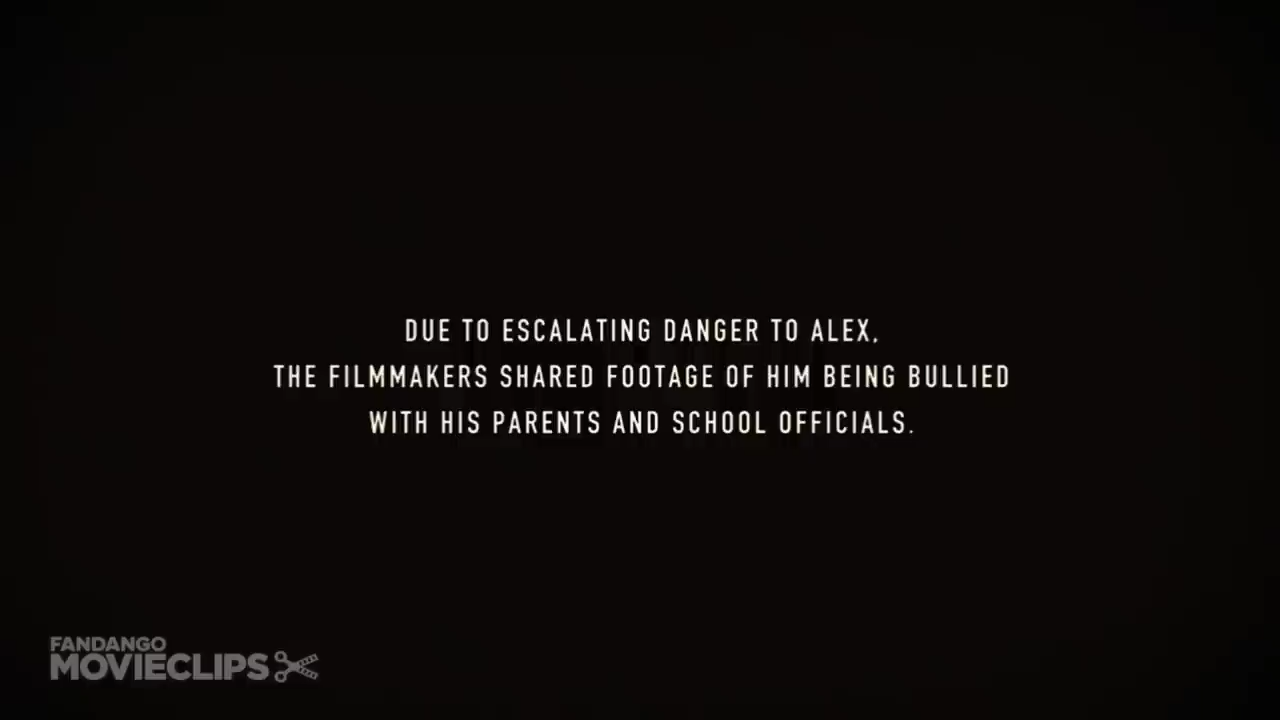 DUE TO ESCALATING DANGER TO ALEX,
THE FILMMAKERS SHARED FOOTAGE OF HIM BEING BULLIED
WITH HIS PARENTS AND SCHOOL OFFICIALS.
FANDANGO
MOVIECLIPS